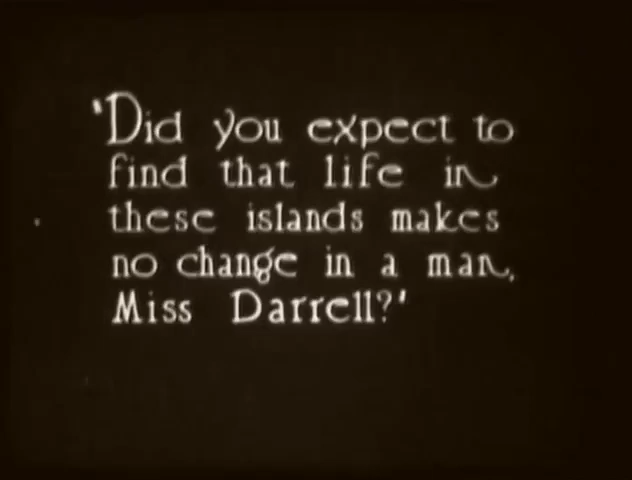 'Did you expect to
find that life in
these islands makes
no change in a man,
Miss Darrell?'